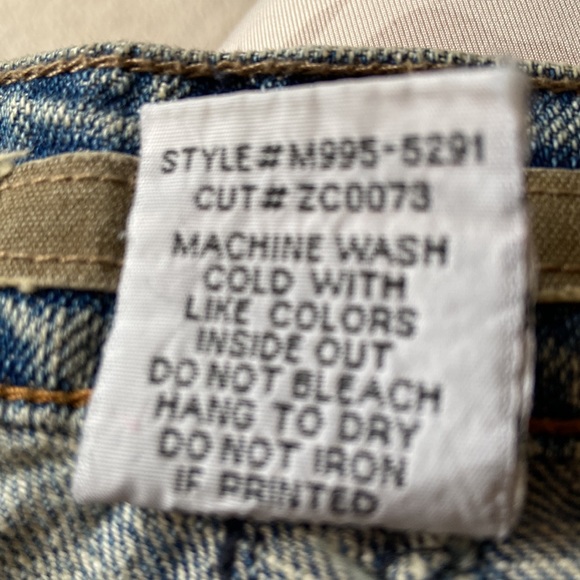 STYLE#M995-5291
CUT#ZC0073
MACHINE WASH
COLD WITH
LIKE COLORS
INSIDE OUT
DO NOT BLEACH
HANG TO DRY
DO NOT IRON
IF PRINTED